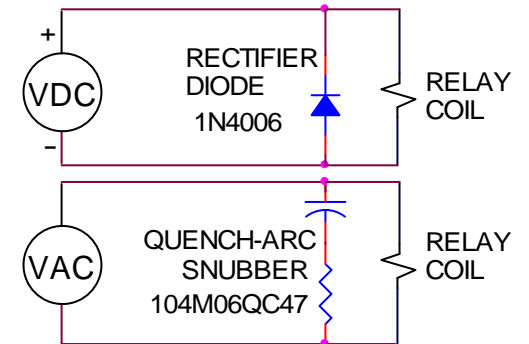 +
RECTIFIER
DIODE
1N4006
RELAY
COIL
VDC
-
QUENCH-ARC
SNUBBER
104M06QC47
RELAY
COIL
VAC